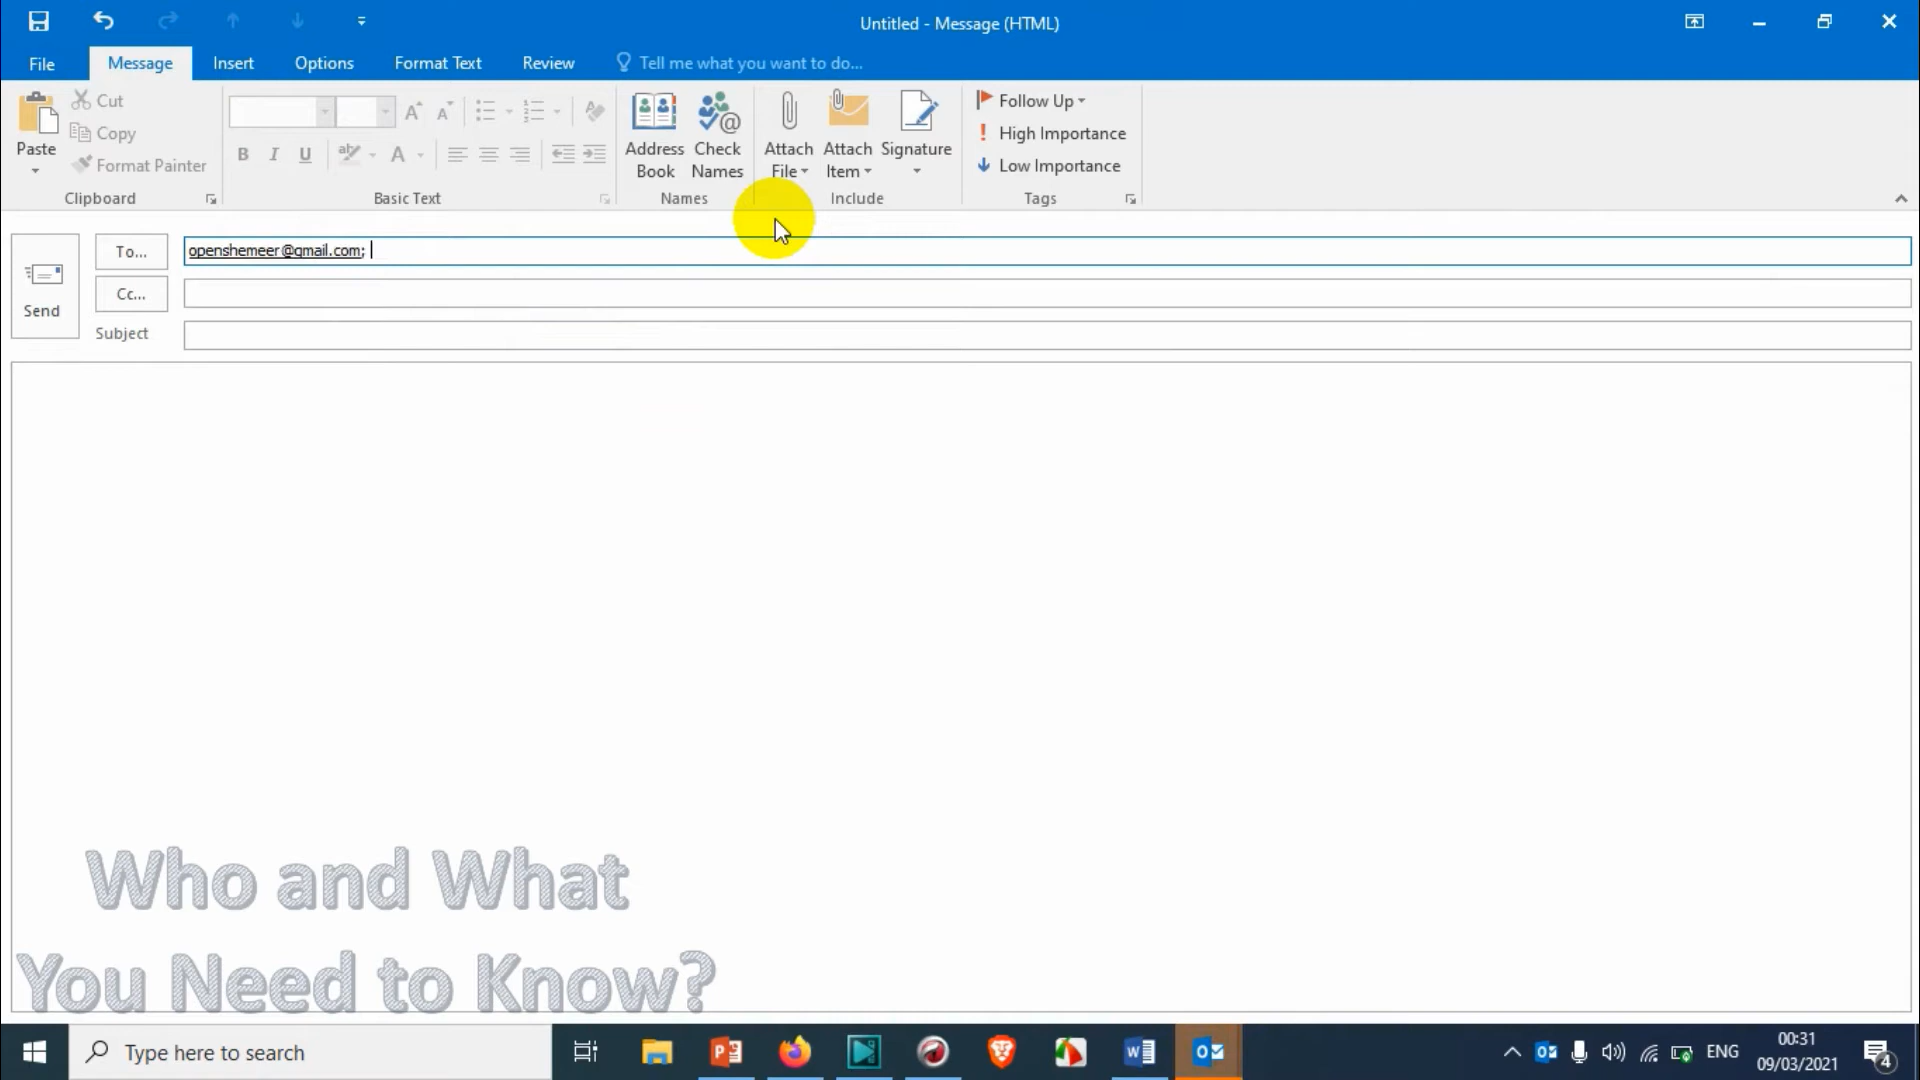 Untitled - Message (HTML)
File Message Insert Options Format Text Review Tell me what you want to do...
Paste
Cut
Copy
Format Painter
Clipboard
B I U A
Basic Text
Address Book
Check Names
Names
Attach File
Attach Item
Signature
Include
Follow Up
High Importance
Low Importance
Tags
Send
To... openshemeer@gmail.com;
Cc...
Subject
Who and What
You Need to Know?
Type here to search
ENG
00:31
09/03/2021
4